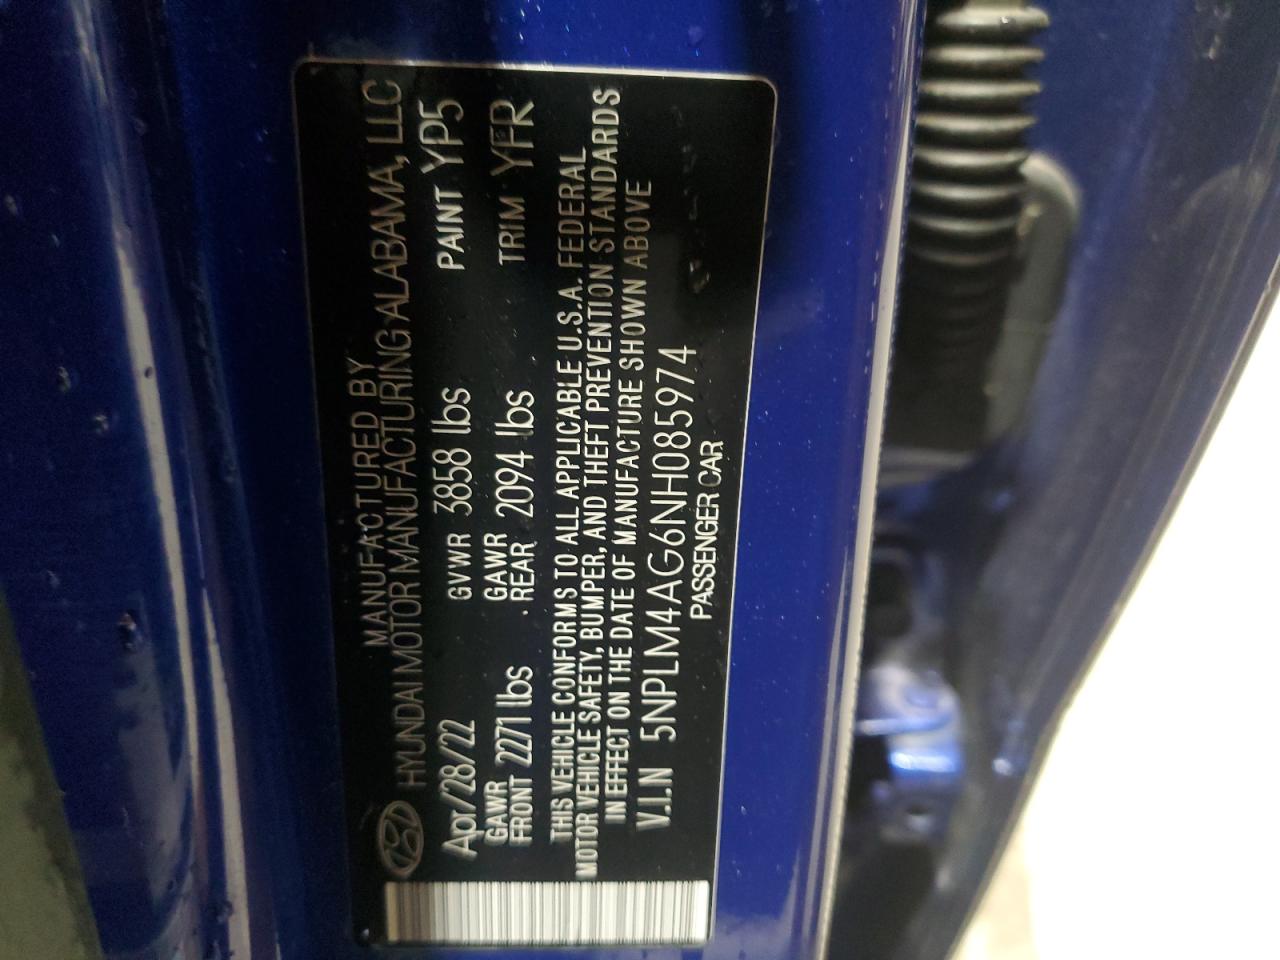 MANUFACTURED BY
HYUNDAI MOTOR MANUFACTURING ALABAMA, LLC
Apr/28/22 GVWR 3858 lbs PAINT YP5
GAWR FRONT 2271 lbs GAWR REAR 2094 lbs TRIM YFR
THIS VEHICLE CONFORMS TO ALL APPLICABLE U.S.A. FEDERAL
MOTOR VEHICLE SAFETY, BUMPER, AND THEFT PREVENTION STANDARDS
IN EFFECT ON THE DATE OF MANUFACTURE SHOWN ABOVE
V.I.N 5NPLM4AG6NH085974
PASSENGER CAR